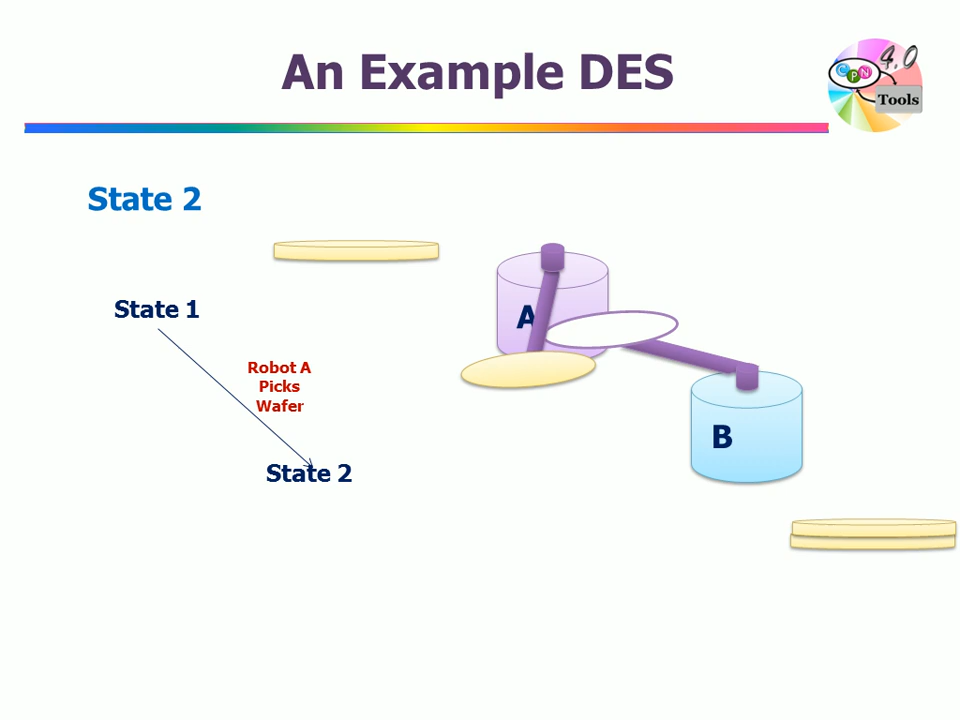 An Example DES
4.0
CPN
Tools
State 2
State 1
Robot A
Picks
Wafer
State 2
A
B